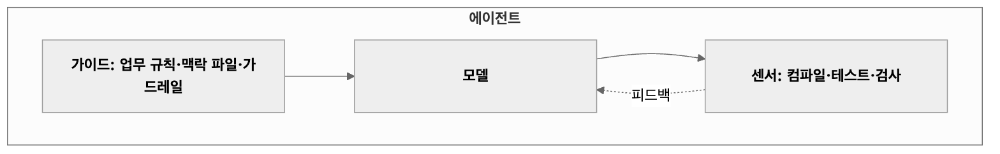 에이전트
가이드: 업무 규칙·맥락 파일·가
드레일
모델
센서: 컴파일·테스트·검사
피드백